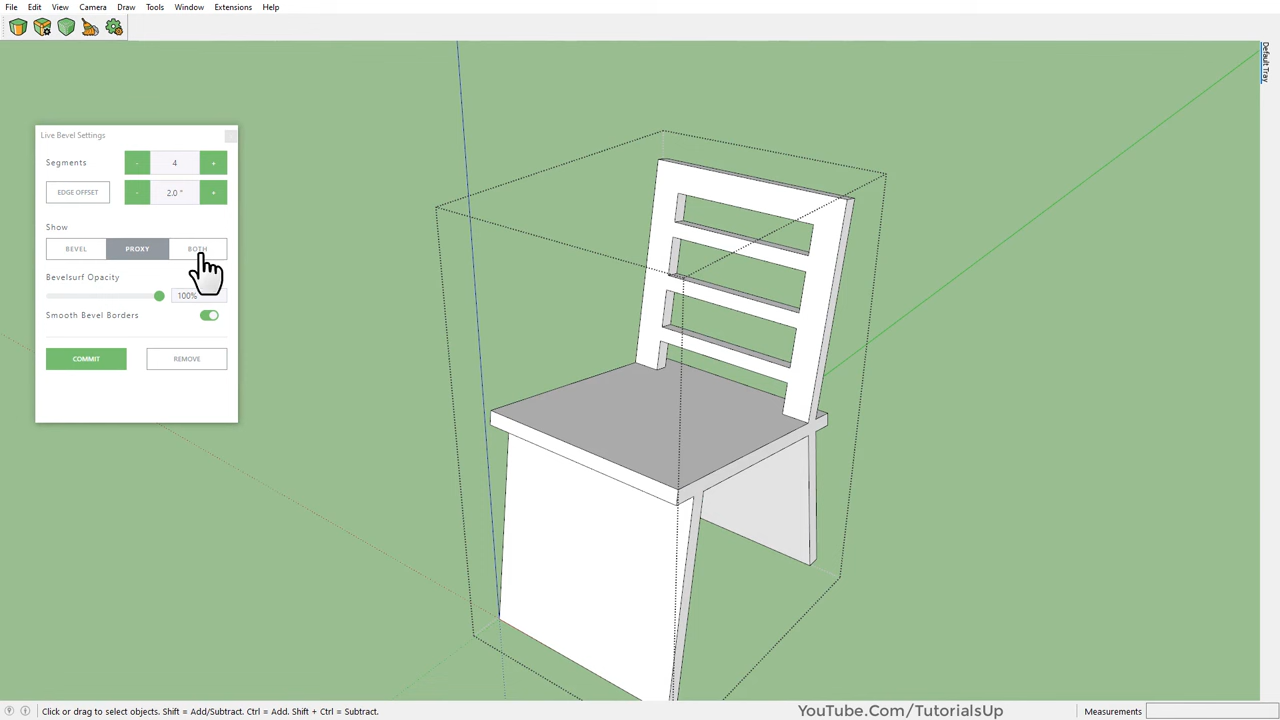 File Edit View Camera Draw Tools Window Extensions Help
Default Tray
Live Bevel Settings
Segments - 4 +
EDGE OFFSET - 2.0 " +
Show
BEVEL PROXY BOTH
Bevelsurf Opacity
100%
Smooth Bevel Borders
COMMIT REMOVE
Click or drag to select objects. Shift = Add/Subtract. Ctrl = Add. Shift + Ctrl = Subtract.
YouTube.Com/TutorialsUp
Measurements